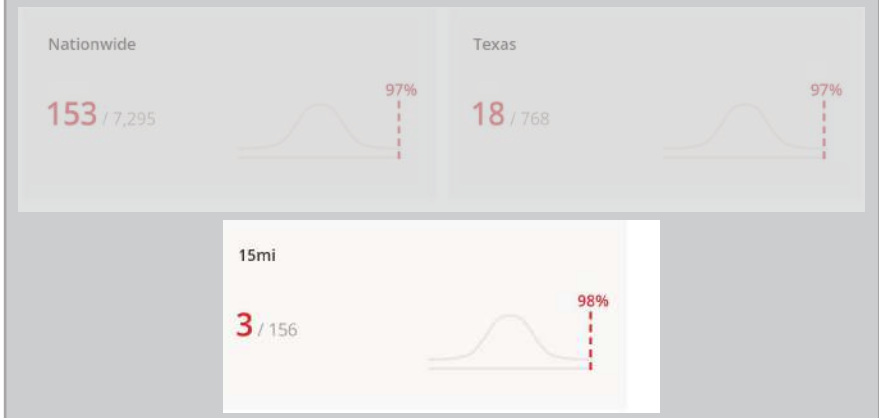 Nationwide
153 / 7,295
97%
Texas
18 / 768
97%
15mi
3 / 156
98%